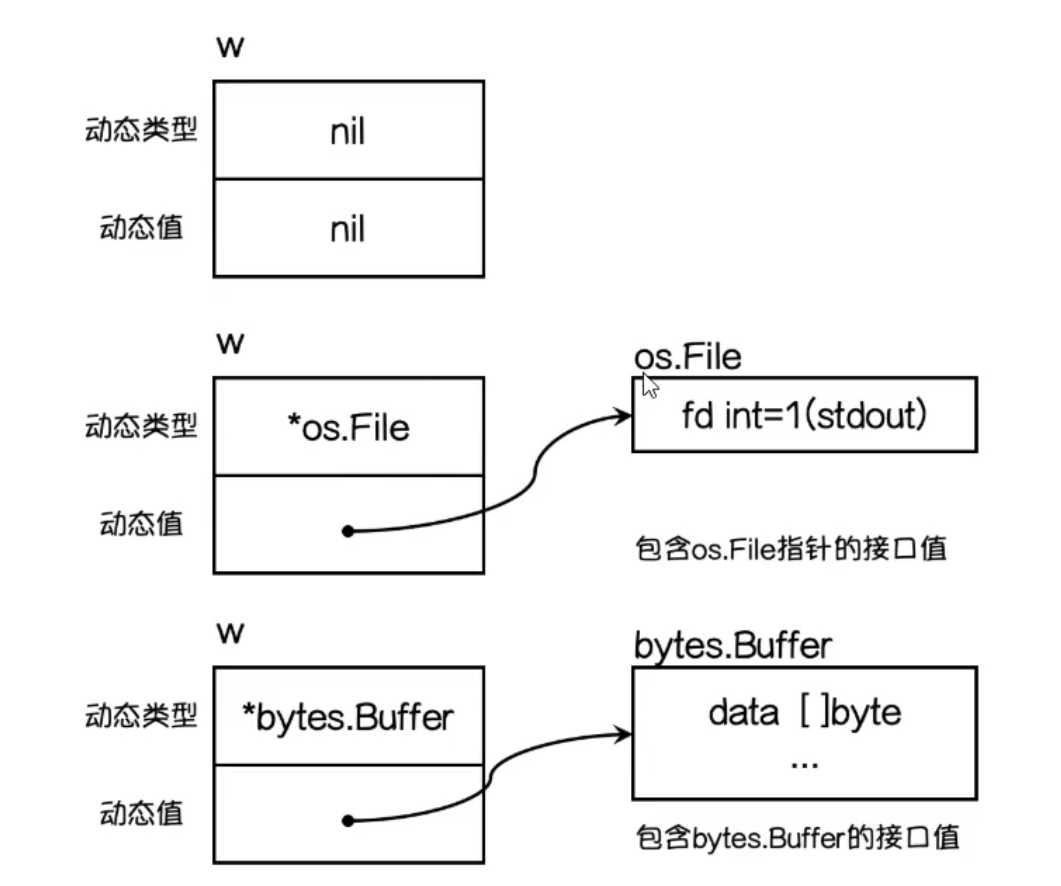 w
动态类型 nil
动态值 nil
w
os.File
动态类型 *os.File
fd int=1(stdout)
动态值
包含os.File指针的接口值
w
bytes.Buffer
动态类型 *bytes.Buffer
data [ ]byte
...
动态值
包含bytes.Buffer的接口值